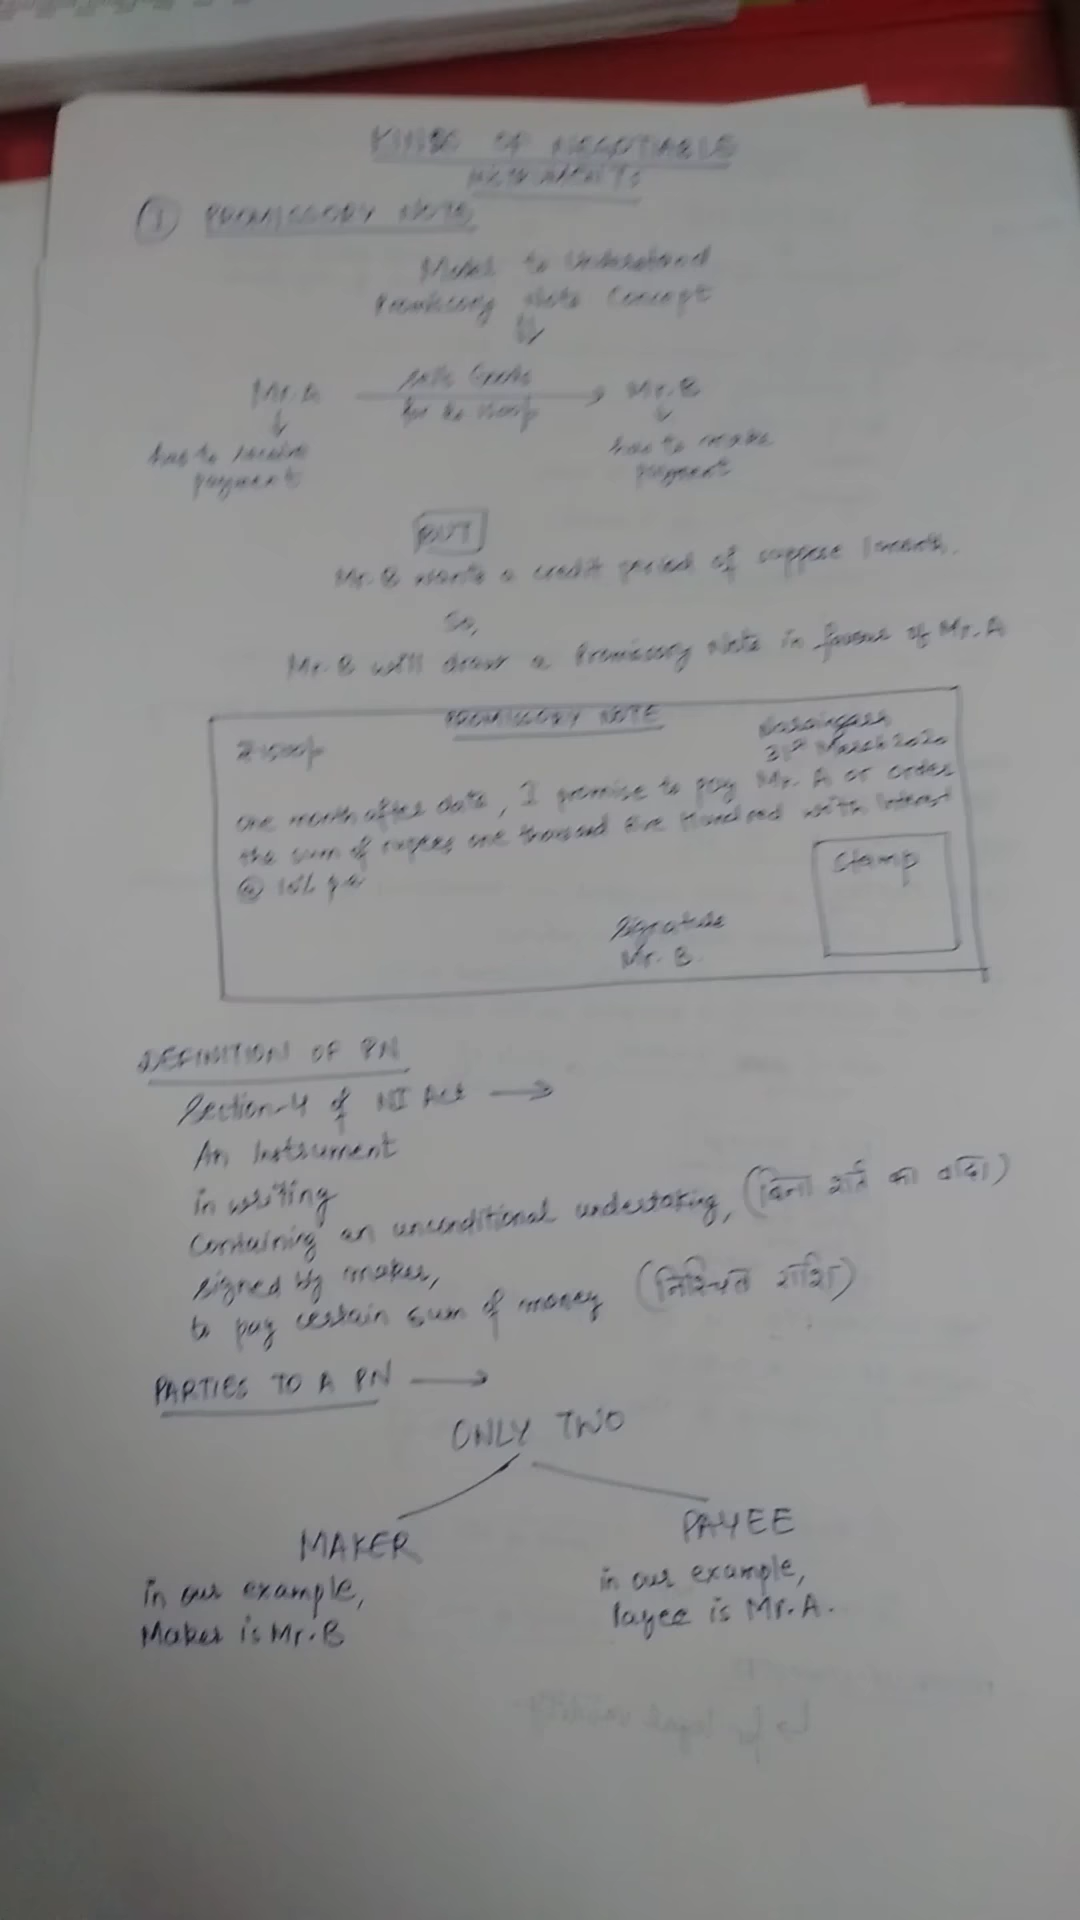 KINDS OF NEGOTIABLE
INSTRUMENTS
① PROMISSORY NOTE
Model to Understand
Promissory Note Concept
Mr. A sells Goods Mr. B
for Rs 1500/-
has to receive
payment
has to make
payment
BUT
Mr. B wants a credit period of suppose 1 month.
So,
Mr. B will draw a Promissory Note in favour of Mr. A
PROMISSORY NOTE
₹ 1500/-
31st March 2020
one month after date, I promise to pay Mr. A or order
the sum of rupees one thousand five Hundred with interest
@ 10% pa
Stamp
Signature
Mr. B
DEFINITION OF PN
Section-4 of NI Act →
An Instrument
in writing
Containing an unconditional undertaking, (बिना शर्त का वादा)
signed by maker,
to pay certain sum of money (निश्चित राशि)
PARTIES TO A PN →
ONLY TWO
MAKER
PAYEE
in our example,
Maker is Mr. B
in our example,
Payee is Mr. A.